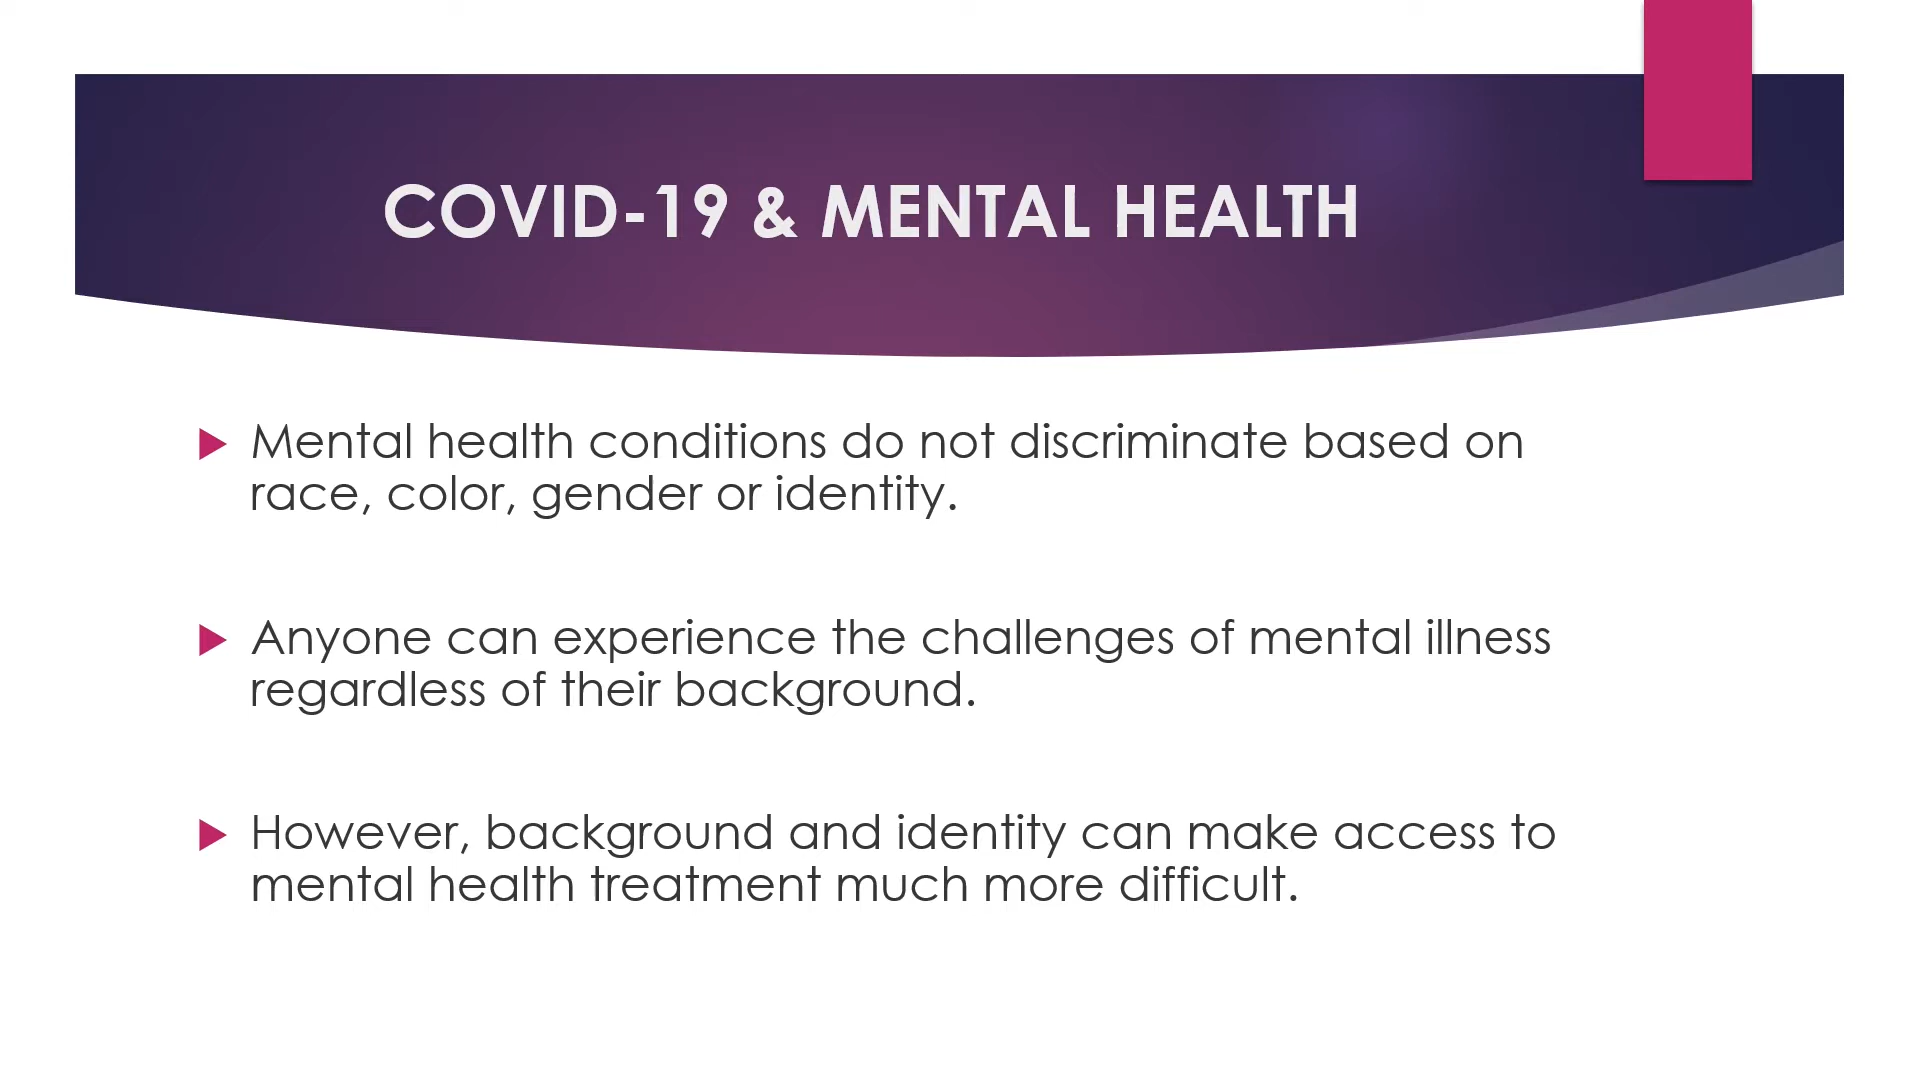 COVID-19 & MENTAL HEALTH
Mental health conditions do not discriminate based on
race, color, gender or identity.
Anyone can experience the challenges of mental illness
regardless of their background.
However, background and identity can make access to
mental health treatment much more difficult.